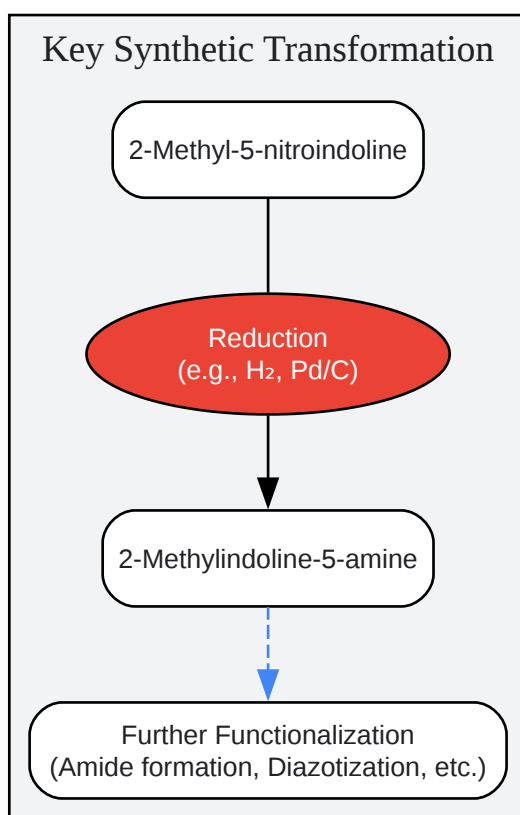 Key Synthetic Transformation
2-Methyl-5-nitroindoline
Reduction
(e.g., H₂, Pd/C)
2-Methylindoline-5-amine
Further Functionalization
(Amide formation, Diazotization, etc.)